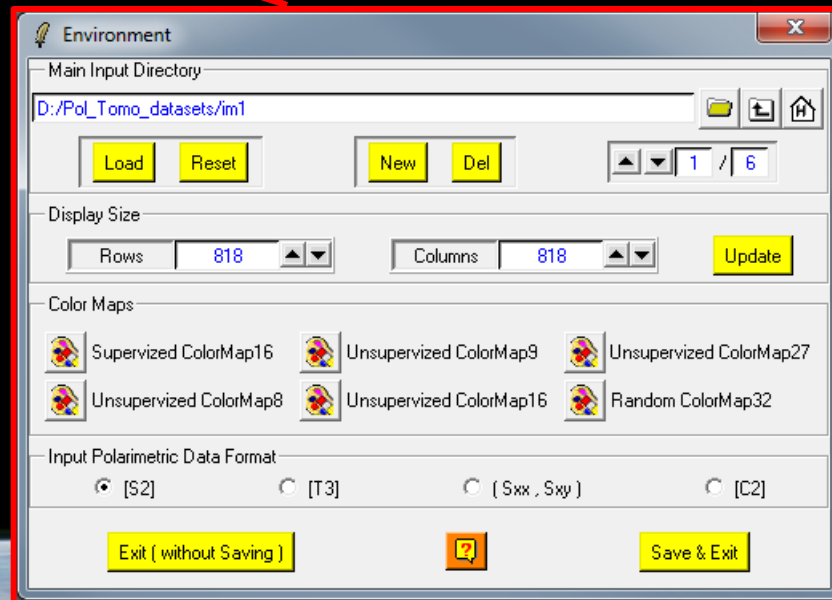 Environment
Main Input Directory
D:/Pol_Tomo_datasets/im1
Load Reset New Del 1 / 6
Display Size
Rows 818 Columns 818 Update
Color Maps
Supervized ColorMap16 Unsupervized ColorMap9 Unsupervized ColorMap27
Unsupervized ColorMap8 Unsupervized ColorMap16 Random ColorMap32
Input Polarimetric Data Format
[S2] [T3] ( Sxx , Sxy ) [C2]
Exit ( without Saving ) ? Save & Exit